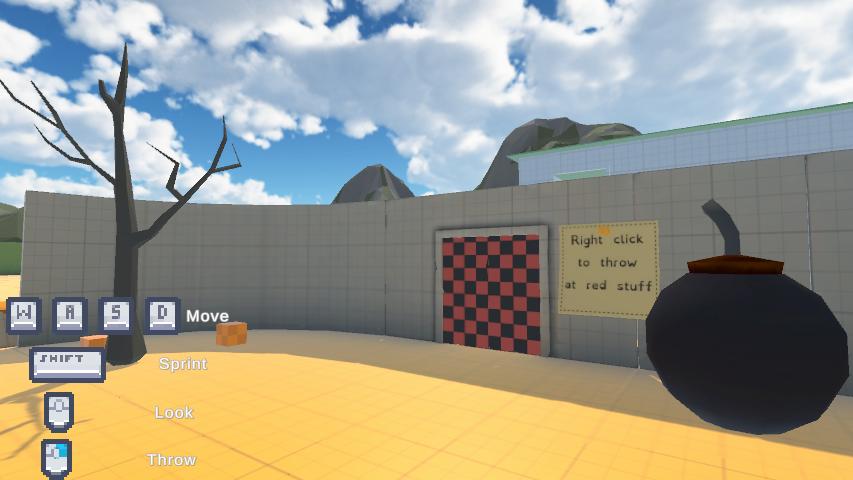 Right click
to throw
at red stuff
W A S D Move
SHIFT Sprint
Look
Throw